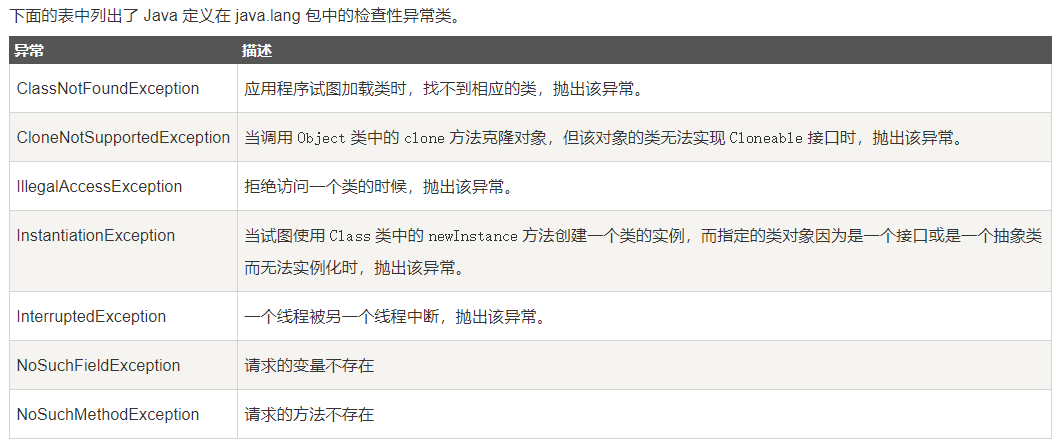 下面的表中列出了 Java 定义在 java.lang 包中的检查性异常类。
异常 描述
ClassNotFoundException 应用程序试图加载类时，找不到相应的类，抛出该异常。
CloneNotSupportedException 当调用 Object 类中的 clone 方法克隆对象，但该对象的类无法实现 Cloneable 接口时，抛出该异常。
IllegalAccessException 拒绝访问一个类的时候，抛出该异常。
InstantiationException 当试图使用 Class 类中的 newInstance 方法创建一个类的实例，而指定的类对象因为是一个接口或是一个抽象类
而无法实例化时，抛出该异常。
InterruptedException 一个线程被另一个线程中断，抛出该异常。
NoSuchFieldException 请求的变量不存在
NoSuchMethodException 请求的方法不存在